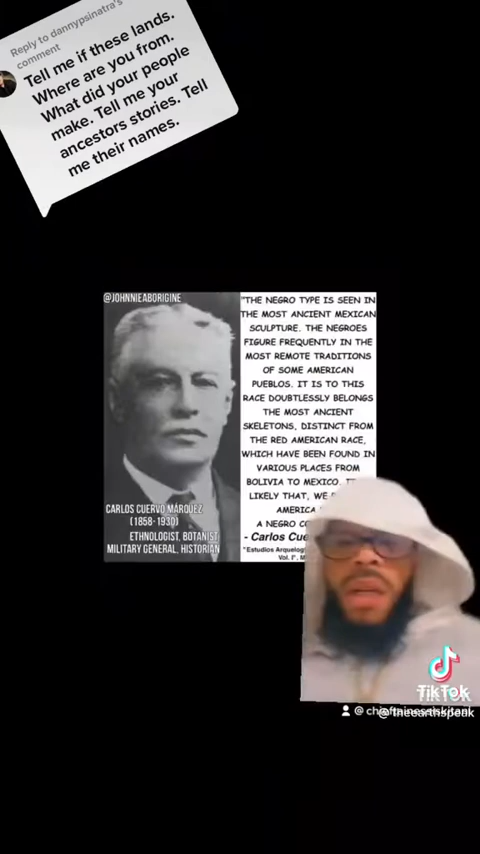 Reply to dannypsinatra's
comment
Tell me if these lands.
Where are you from.
What did your people
make. Tell me your
ancestors stories. Tell
me their names.
@JOHNNIEABORIGINE
CARLOS CUERVO MÁRQUEZ
(1858-1930)
ETHNOLOGIST, BOTANIST
MILITARY GENERAL, HISTORIAN
"THE NEGRO TYPE IS SEEN IN
THE MOST ANCIENT MEXICAN
SCULPTURE. THE NEGROES
FIGURE FREQUENTLY IN THE
MOST REMOTE TRADITIONS
OF SOME AMERICAN
PUEBLOS. IT IS TO THIS
RACE DOUBTLESSLY BELONGS
THE MOST ANCIENT
SKELETONS, DISTINCT FROM
THE RED AMERICAN RACE,
WHICH HAVE BEEN FOUND IN
VARIOUS PLACES FROM
BOLIVIA TO MEXICO.
LIKELY THAT, WE
AMERICA
A NEGRO
- Carlos
"Estudios
Vol. I".
TikTok
@theearthspeak